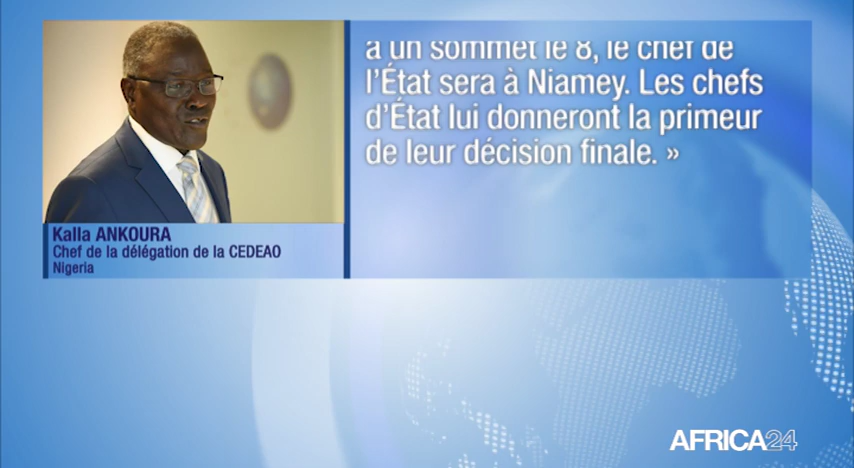 à un sommet le 8, le chef de
l'État sera à Niamey. Les chefs
d'État lui donneront la primeur
de leur décision finale. »
Kalla ANKOURA
Chef de la délégation de la CEDEAO
Nigeria
AFRICA24